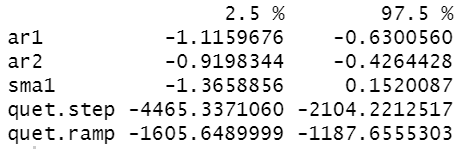 2.5 % 97.5 %
ar1 -1.1159676 -0.6300560
ar2 -0.9198344 -0.4264428
sma1 -1.3658856 0.1520087
quet.step -4465.3371060 -2104.2212517
quet.ramp -1605.6489999 -1187.6555303